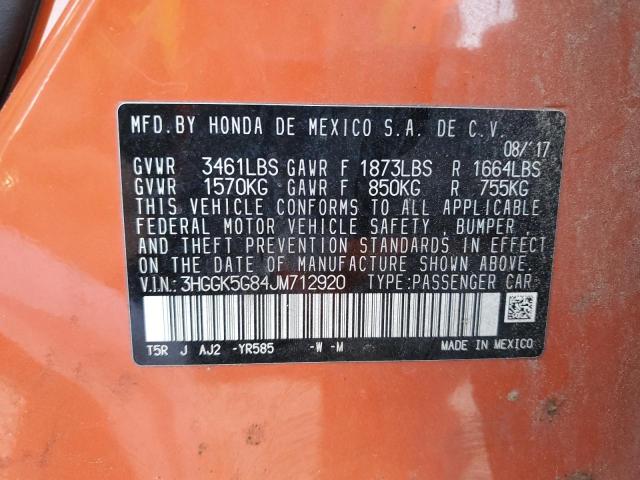 MFD.BY HONDA DE MEXICO S.A. DE C.V.
08/'17
GVWR 3461LBS GAWR F 1873LBS R 1664LBS
GVWR 1570KG GAWR F 850KG R 755KG
THIS VEHICLE CONFORMS TO ALL APPLICABLE
FEDERAL MOTOR VEHICLE SAFETY, BUMPER,
AND THEFT PREVENTION STANDARDS IN EFFECT
ON THE DATE OF MANUFACTURE SHOWN ABOVE.
V.I.N.:3HGGK5G84JM712920 TYPE:PASSENGER CAR
T5R J AJ2 -YR585 -W -M MADE IN MEXICO